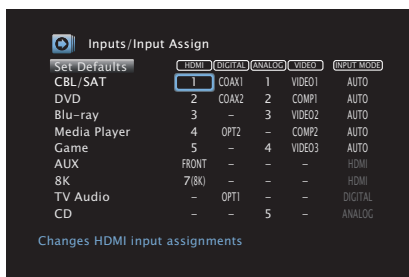 Inputs/Input Assign
Set Defaults HDMI DIGITAL ANALOG VIDEO INPUT MODE
CBL/SAT 1 COAX1 1 VIDEO1 AUTO
DVD 2 COAX2 2 COMP1 AUTO
Blu-ray 3 – 3 VIDEO2 AUTO
Media Player 4 OPT2 – COMP2 AUTO
Game 5 – 4 VIDEO3 AUTO
AUX FRONT – – – HDMI
8K 7(8K) – – – HDMI
TV Audio – OPT1 – – DIGITAL
CD – – 5 – ANALOG
Changes HDMI input assignments